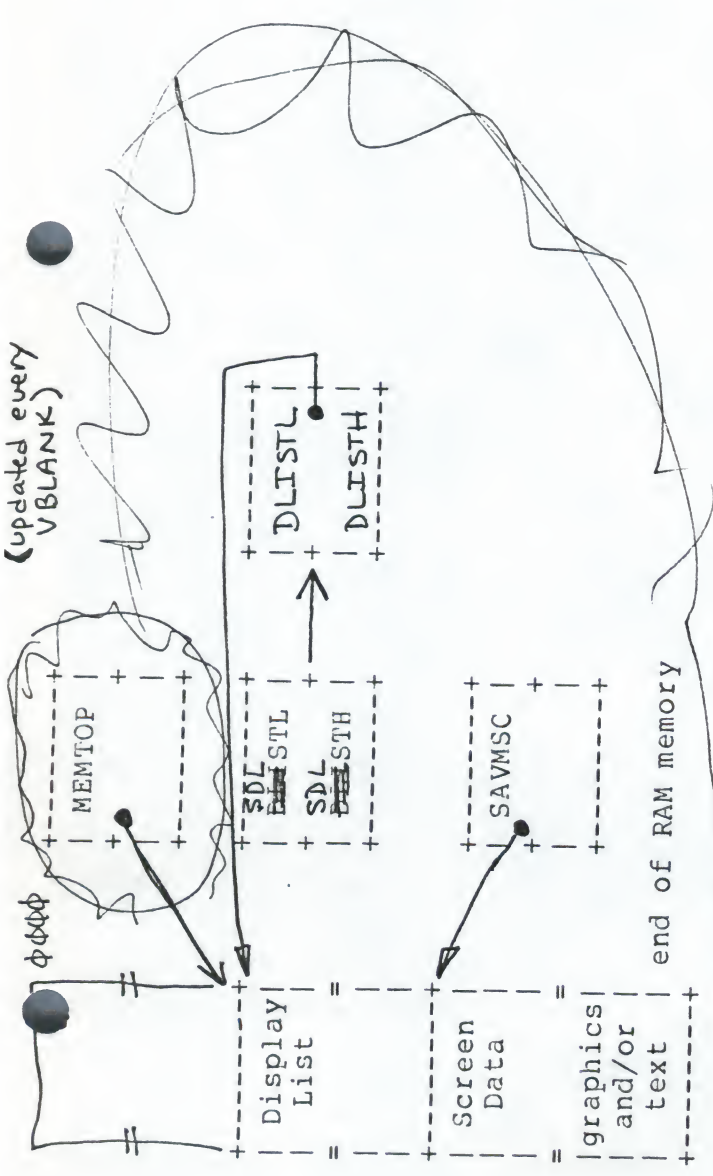 (updated every
VBLANK)
0000
MEMTOP
SDLSTL
SDLSTH
DLISTL
DLISTH
Display
List
SAVMSC
Screen
Data
graphics
and/or
text
end of RAM memory